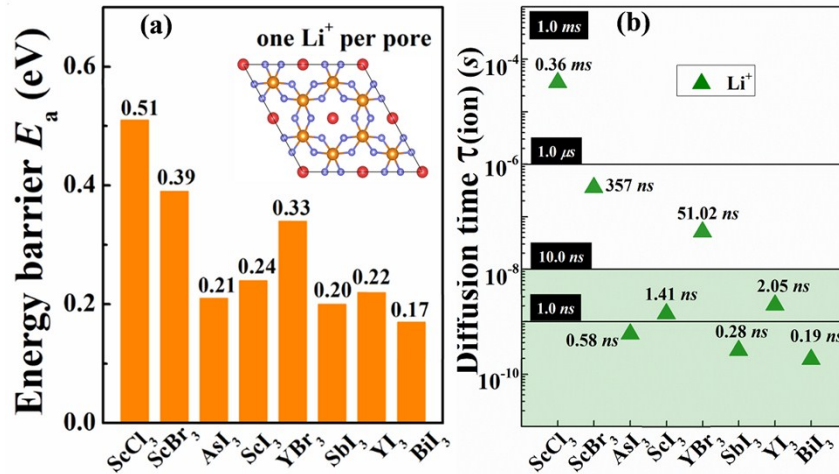 (a)
one Li⁺ per pore
Energy barrier Eₐ (eV)
0.6
0.4
0.2
0.0
0.51
0.39
0.21
0.24
0.33
0.20
0.22
0.17
ScCl₃
ScBr₃
AsI₃
ScI₃
YBr₃
SbI₃
YI₃
BiI₃
(b)
Diffusion time τ(ion) (s)
10⁻⁴
10⁻⁶
10⁻⁸
10⁻¹⁰
1.0 ms
0.36 ms
Li⁺
1.0 μs
357 ns
51.02 ns
10.0 ns
1.0 ns
1.41 ns
2.05 ns
0.58 ns
0.28 ns
0.19 ns
ScCl₃
ScBr₃
AsI₃
ScI₃
YBr₃
SbI₃
YI₃
BiI₃